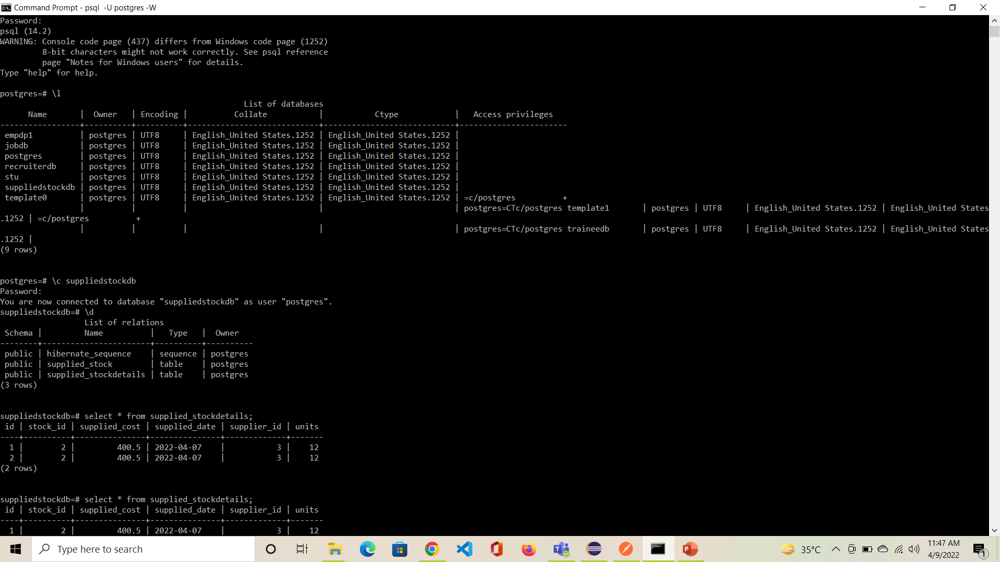 Command Prompt - psql  -U postgres -W
Password:
psql (14.2)
WARNING: Console code page (437) differs from Windows code page (1252)
         8-bit characters might not work correctly. See psql reference
         page "Notes for Windows users" for details.
Type "help" for help.
postgres=# \l
                                                    List of databases
      Name       |  Owner   | Encoding |          Collate           |           Ctype            |   Access privileges
-----------------+----------+----------+----------------------------+----------------------------+-----------------------
 empdp1          | postgres | UTF8     | English_United States.1252 | English_United States.1252 |
 jobdb           | postgres | UTF8     | English_United States.1252 | English_United States.1252 |
 postgres        | postgres | UTF8     | English_United States.1252 | English_United States.1252 |
 recruiterdb     | postgres | UTF8     | English_United States.1252 | English_United States.1252 |
 stu             | postgres | UTF8     | English_United States.1252 | English_United States.1252 |
 suppliedstockdb | postgres | UTF8     | English_United States.1252 | English_United States.1252 |
 template0       | postgres | UTF8     | English_United States.1252 | English_United States.1252 | =c/postgres          +
                 |          |          |                            |                            | postgres=CTc/postgres template1       | postgres | UTF8     | English_United States.1252 | English_United States
.1252 | =c/postgres          +
                 |          |          |                            |                            | postgres=CTc/postgres traineedb       | postgres | UTF8     | English_United States.1252 | English_United States
.1252 |
(9 rows)
postgres=# \c suppliedstockdb
Password:
You are now connected to database "suppliedstockdb" as user "postgres".
suppliedstockdb=# \d
                  List of relations
 Schema |         Name          |   Type   |  Owner
--------+-----------------------+----------+----------
 public | hibernate_sequence    | sequence | postgres
 public | supplied_stock        | table    | postgres
 public | supplied_stockdetails | table    | postgres
(3 rows)
suppliedstockdb=# select * from supplied_stockdetails;
 id | stock_id | supplied_cost | supplied_date | supplier_id | units
----+----------+---------------+---------------+-------------+-------
  1 |        2 |         400.5 | 2022-04-07    |           3 |    12
  2 |        2 |         400.5 | 2022-04-07    |           3 |    12
(2 rows)
suppliedstockdb=# select * from supplied_stockdetails;
 id | stock_id | supplied_cost | supplied_date | supplier_id | units
----+----------+---------------+---------------+-------------+-------
  1 |        2 |         400.5 | 2022-04-07    |           3 |    12
Type here to search
35°C
11:47 AM
4/9/2022
1